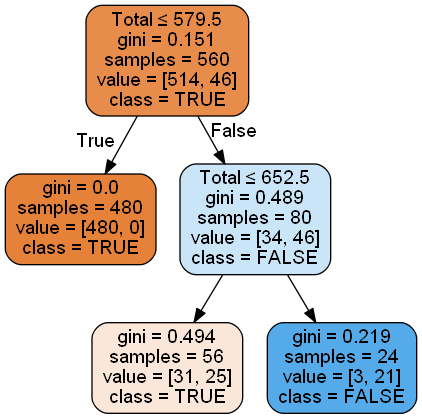 Total ≤ 579.5
gini = 0.151
samples = 560
value = [514, 46]
class = TRUE
True
False
gini = 0.0
samples = 480
value = [480, 0]
class = TRUE
Total ≤ 652.5
gini = 0.489
samples = 80
value = [34, 46]
class = FALSE
gini = 0.494
samples = 56
value = [31, 25]
class = TRUE
gini = 0.219
samples = 24
value = [3, 21]
class = FALSE